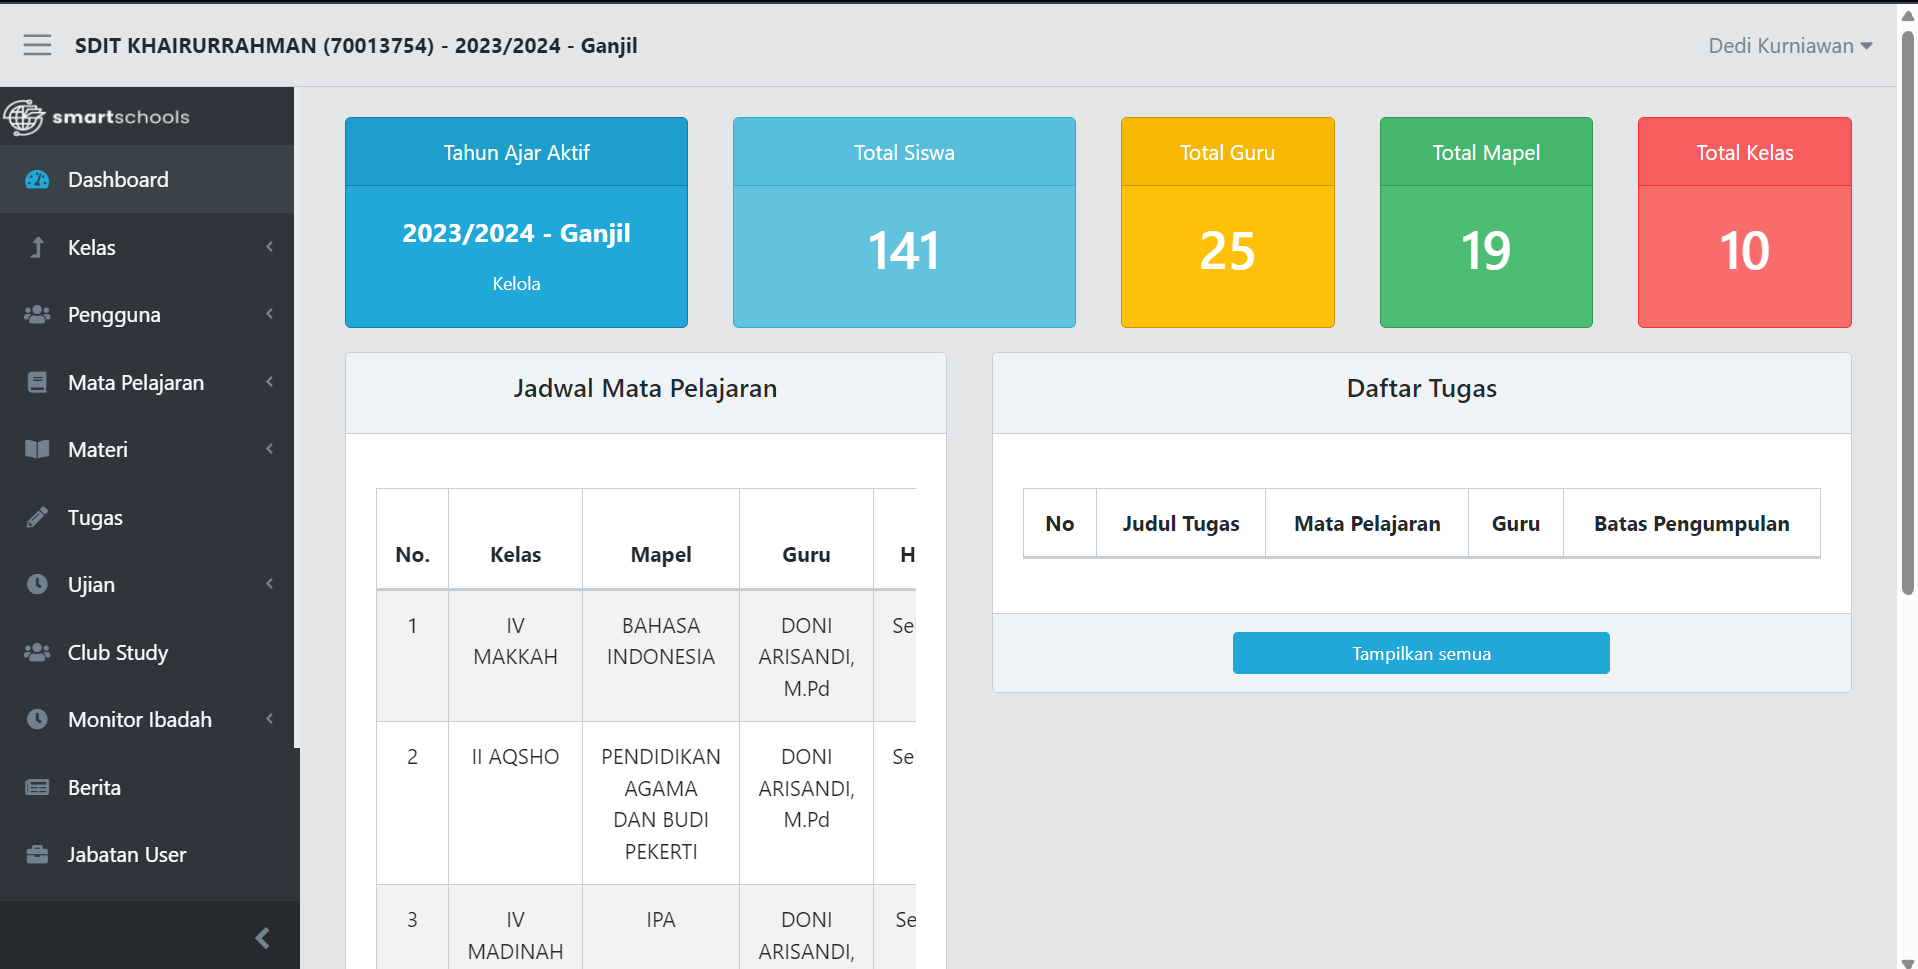 SDIT KHAIRURRAHMAN (70013754) - 2023/2024 - Ganjil
Dedi Kurniawan
smartschools
Dashboard
Kelas
Pengguna
Mata Pelajaran
Materi
Tugas
Ujian
Club Study
Monitor Ibadah
Berita
Jabatan User
Tahun Ajar Aktif
2023/2024 - Ganjil
Kelola
Total Siswa
141
Total Guru
25
Total Mapel
19
Total Kelas
10
Jadwal Mata Pelajaran
No. Kelas Mapel Guru H
1 IV MAKKAH BAHASA INDONESIA DONI ARISANDI, M.Pd Se
2 II AQSHO PENDIDIKAN AGAMA DAN BUDI PEKERTI DONI ARISANDI, M.Pd Se
3 IV MADINAH IPA DONI ARISANDI, Se
Daftar Tugas
No Judul Tugas Mata Pelajaran Guru Batas Pengumpulan
Tampilkan semua